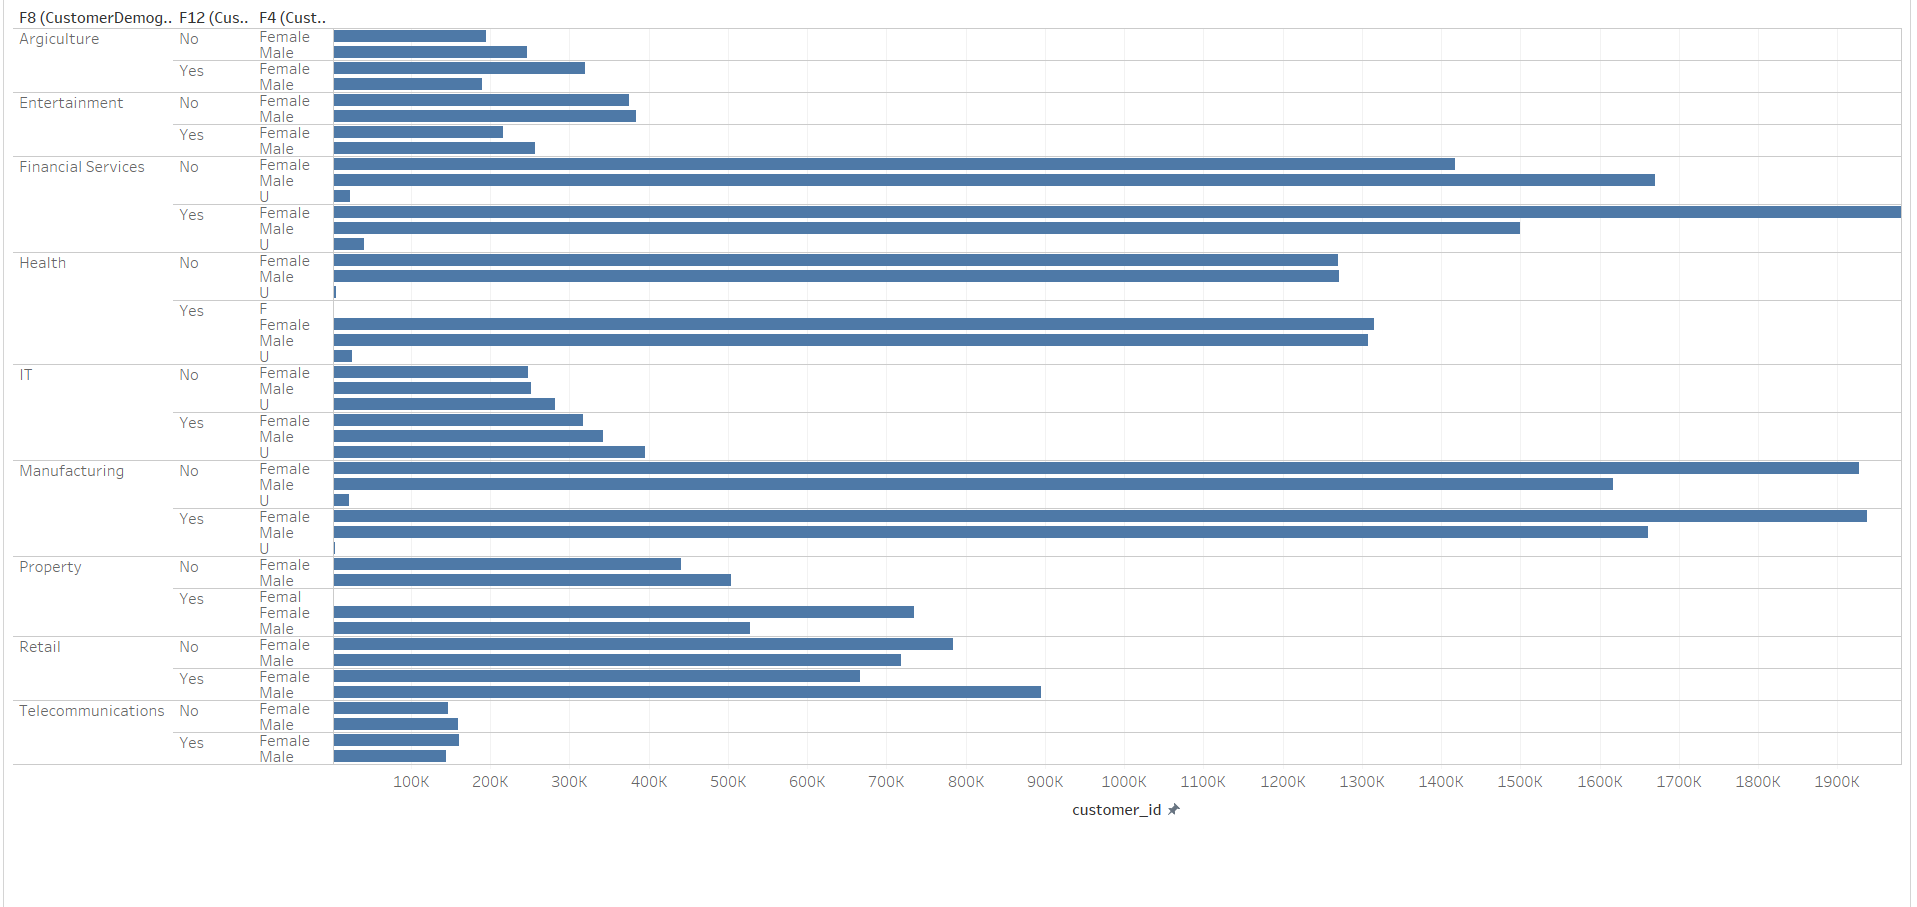 F8 (CustomerDemog.. F12 (Cus.. F4 (Cust..
Argiculture No Female
Male
Yes Female
Male
Entertainment No Female
Male
Yes Female
Male
Financial Services No Female
Male
U
Yes Female
Male
U
Health No Female
Male
U
Yes F
Female
Male
U
IT No Female
Male
U
Yes Female
Male
U
Manufacturing No Female
Male
U
Yes Female
Male
U
Property No Female
Male
Yes Femal
Female
Male
Retail No Female
Male
Yes Female
Male
Telecommunications No Female
Male
Yes Female
Male
100K 200K 300K 400K 500K 600K 700K 800K 900K 1000K 1100K 1200K 1300K 1400K 1500K 1600K 1700K 1800K 1900K
customer_id